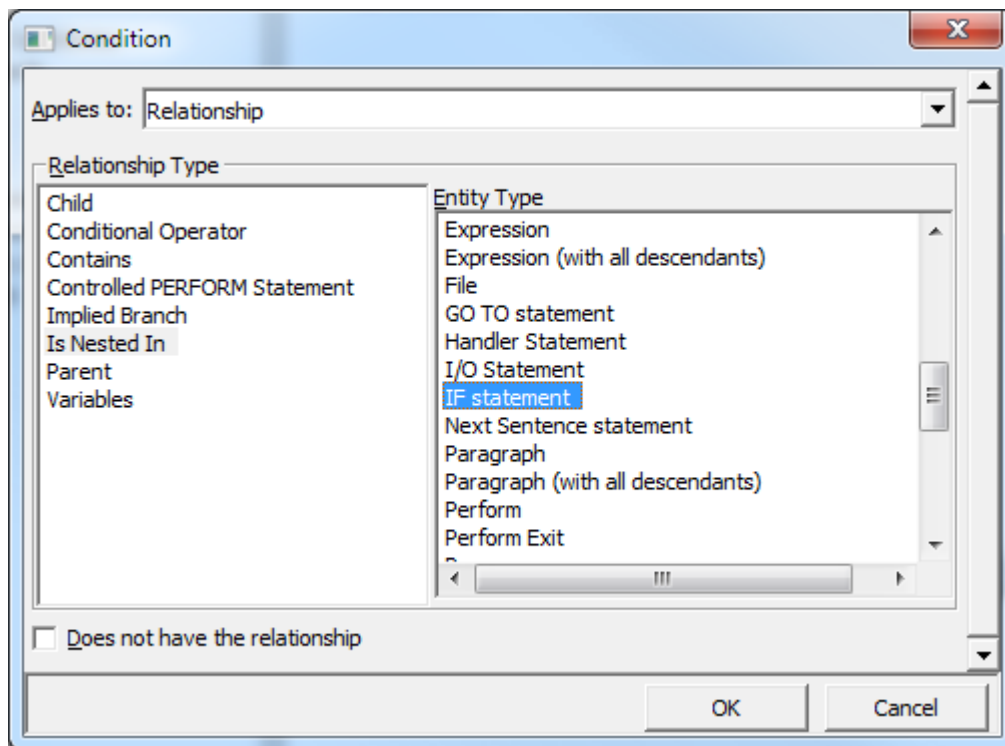 Condition
Applies to: Relationship
Relationship Type
Child
Conditional Operator
Contains
Controlled PERFORM Statement
Implied Branch
Is Nested In
Parent
Variables
Entity Type
Expression
Expression (with all descendants)
File
GO TO statement
Handler Statement
I/O Statement
IF statement
Next Sentence statement
Paragraph
Paragraph (with all descendants)
Perform
Perform Exit
Does not have the relationship
OK Cancel